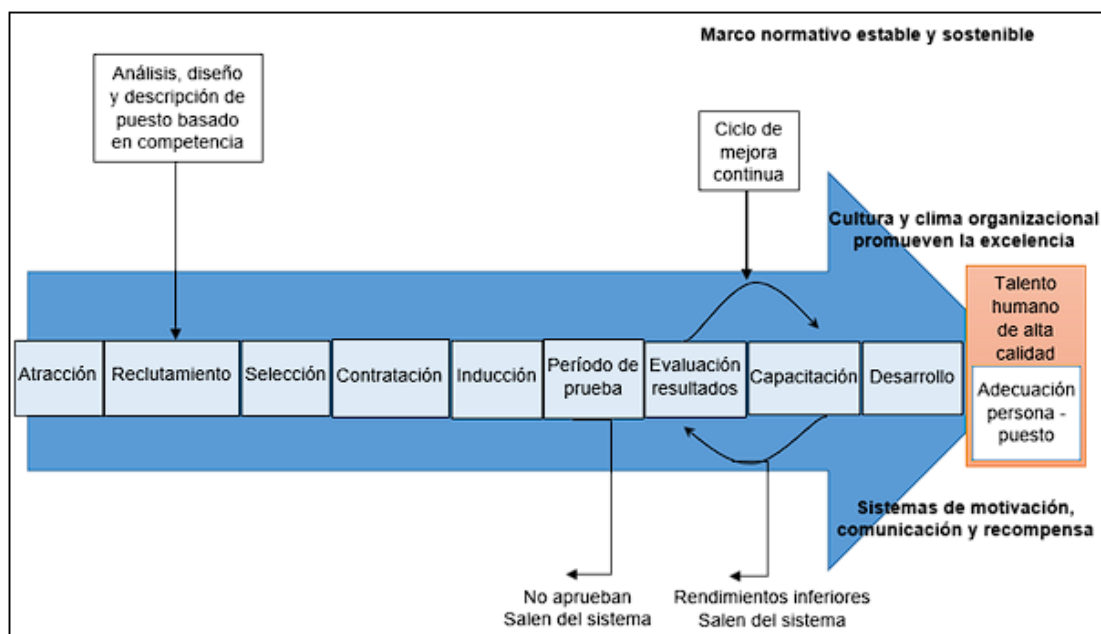 Marco normativo estable y sostenible
Análisis, diseño
y descripción de
puesto basado
en competencia
Ciclo de
mejora
continua
Cultura y clima organizacional
promueven la excelencia
Atracción
Reclutamiento
Selección
Contratación
Inducción
Período de
prueba
Evaluación
resultados
Capacitación
Desarrollo
Talento
humano
de alta
calidad
Adecuación
persona -
puesto
Sistemas de motivación,
comunicación y recompensa
No aprueban
Salen del sistema
Rendimientos inferiores
Salen del sistema